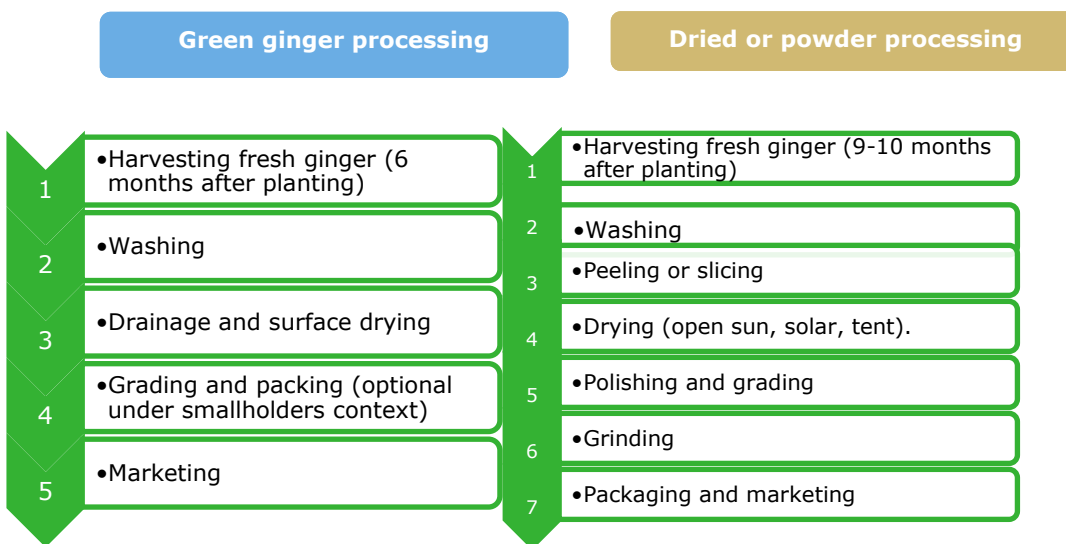 Green ginger processing
Dried or powder processing
1
•Harvesting fresh ginger (6
months after planting)
2
•Washing
3
•Drainage and surface drying
4
•Grading and packing (optional
under smallholders context)
5
•Marketing
1
•Harvesting fresh ginger (9-10 months
after planting)
2
•Washing
3
•Peeling or slicing
4
•Drying (open sun, solar, tent).
5
•Polishing and grading
6
•Grinding
7
•Packaging and marketing